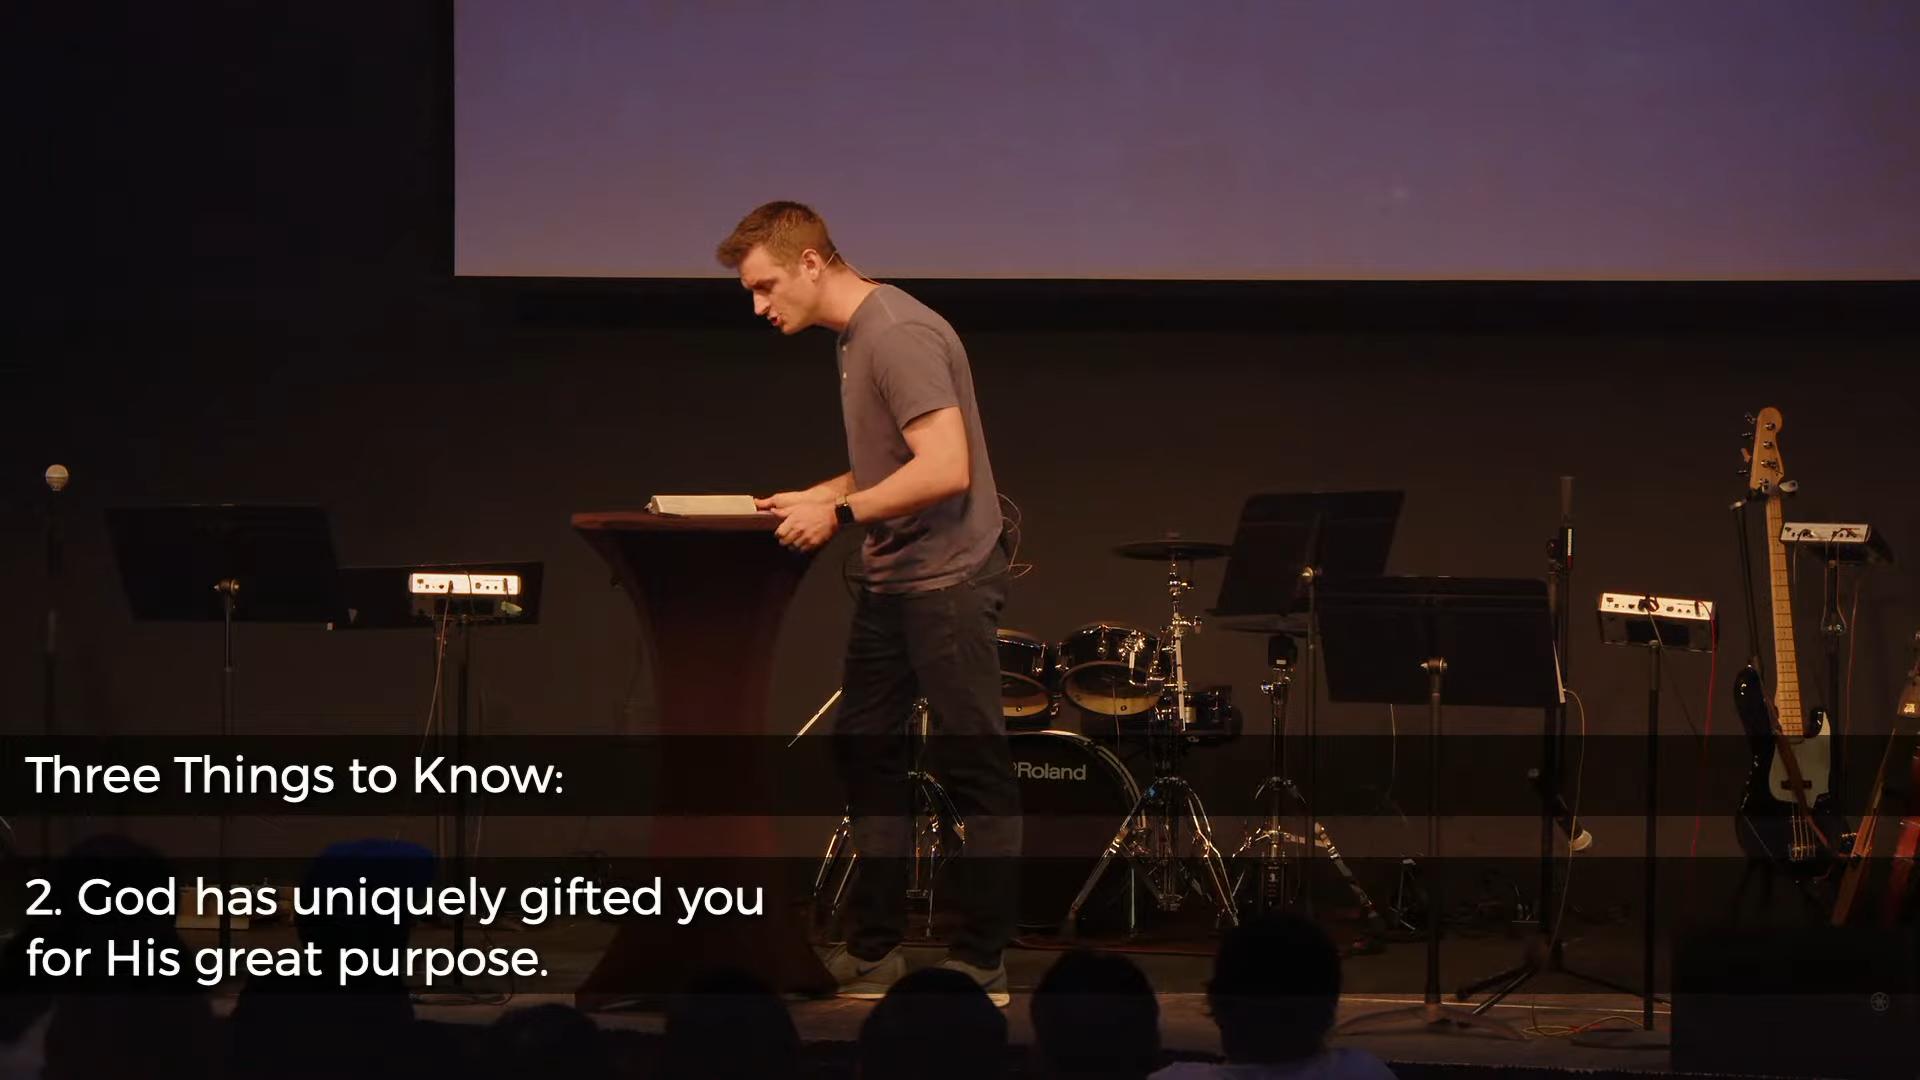 Three Things to Know:
2. God has uniquely gifted you
for His great purpose.
Roland